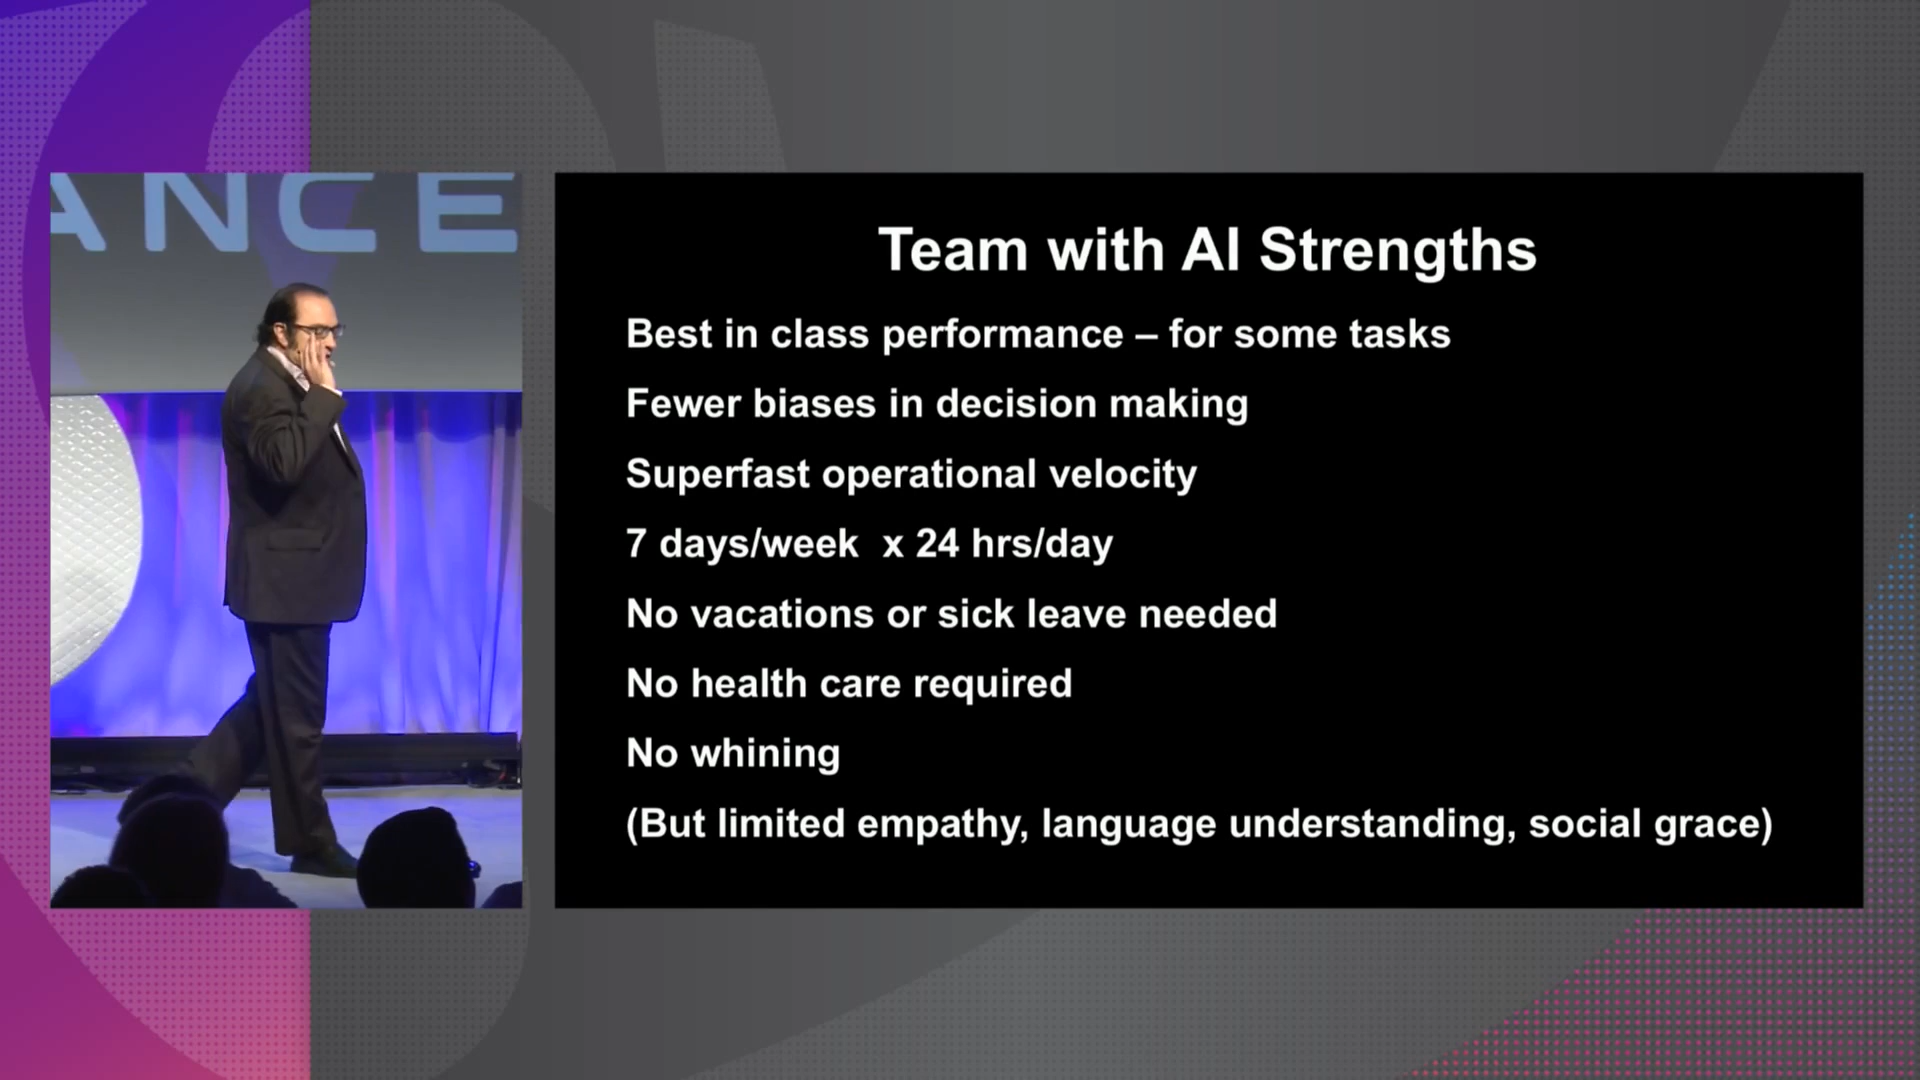 ANCE
Team with AI Strengths
Best in class performance – for some tasks
Fewer biases in decision making
Superfast operational velocity
7 days/week  x 24 hrs/day
No vacations or sick leave needed
No health care required
No whining
(But limited empathy, language understanding, social grace)